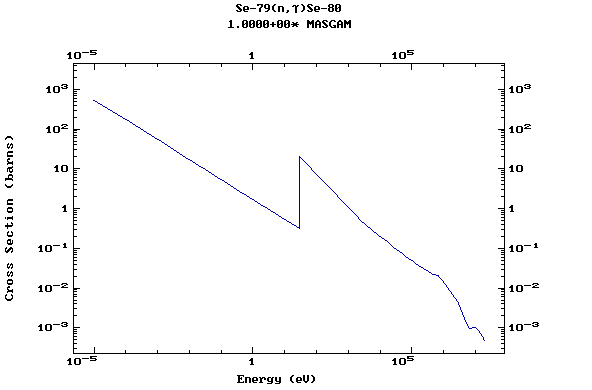 Se-79(n,γ)Se-80
1.0000+00* MASGAM
10⁻⁵ 1 10⁵
10³ 10³
10² 10²
10 10
1 1
10⁻¹ 10⁻¹
10⁻² 10⁻²
10⁻³ 10⁻³
10⁻⁵ 1 10⁵
Cross Section (barns)
Energy (eV)